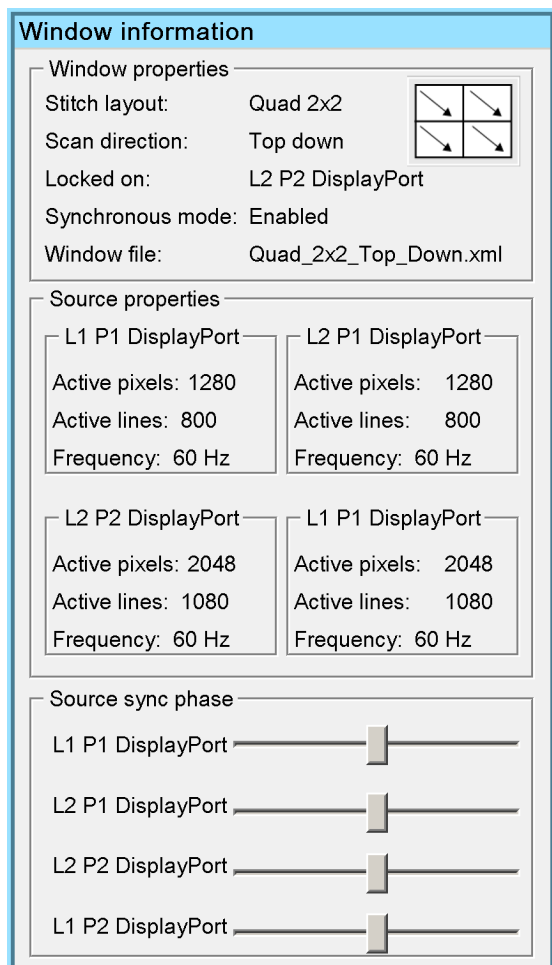 Window information
Window properties
Stitch layout: Quad 2x2
Scan direction: Top down
Locked on: L2 P2 DisplayPort
Synchronous mode: Enabled
Window file: Quad_2x2_Top_Down.xml
Source properties
L1 P1 DisplayPort
Active pixels: 1280
Active lines: 800
Frequency: 60 Hz
L2 P1 DisplayPort
Active pixels: 1280
Active lines: 800
Frequency: 60 Hz
L2 P2 DisplayPort
Active pixels: 2048
Active lines: 1080
Frequency: 60 Hz
L1 P1 DisplayPort
Active pixels: 2048
Active lines: 1080
Frequency: 60 Hz
Source sync phase
L1 P1 DisplayPort
L2 P1 DisplayPort
L2 P2 DisplayPort
L1 P2 DisplayPort